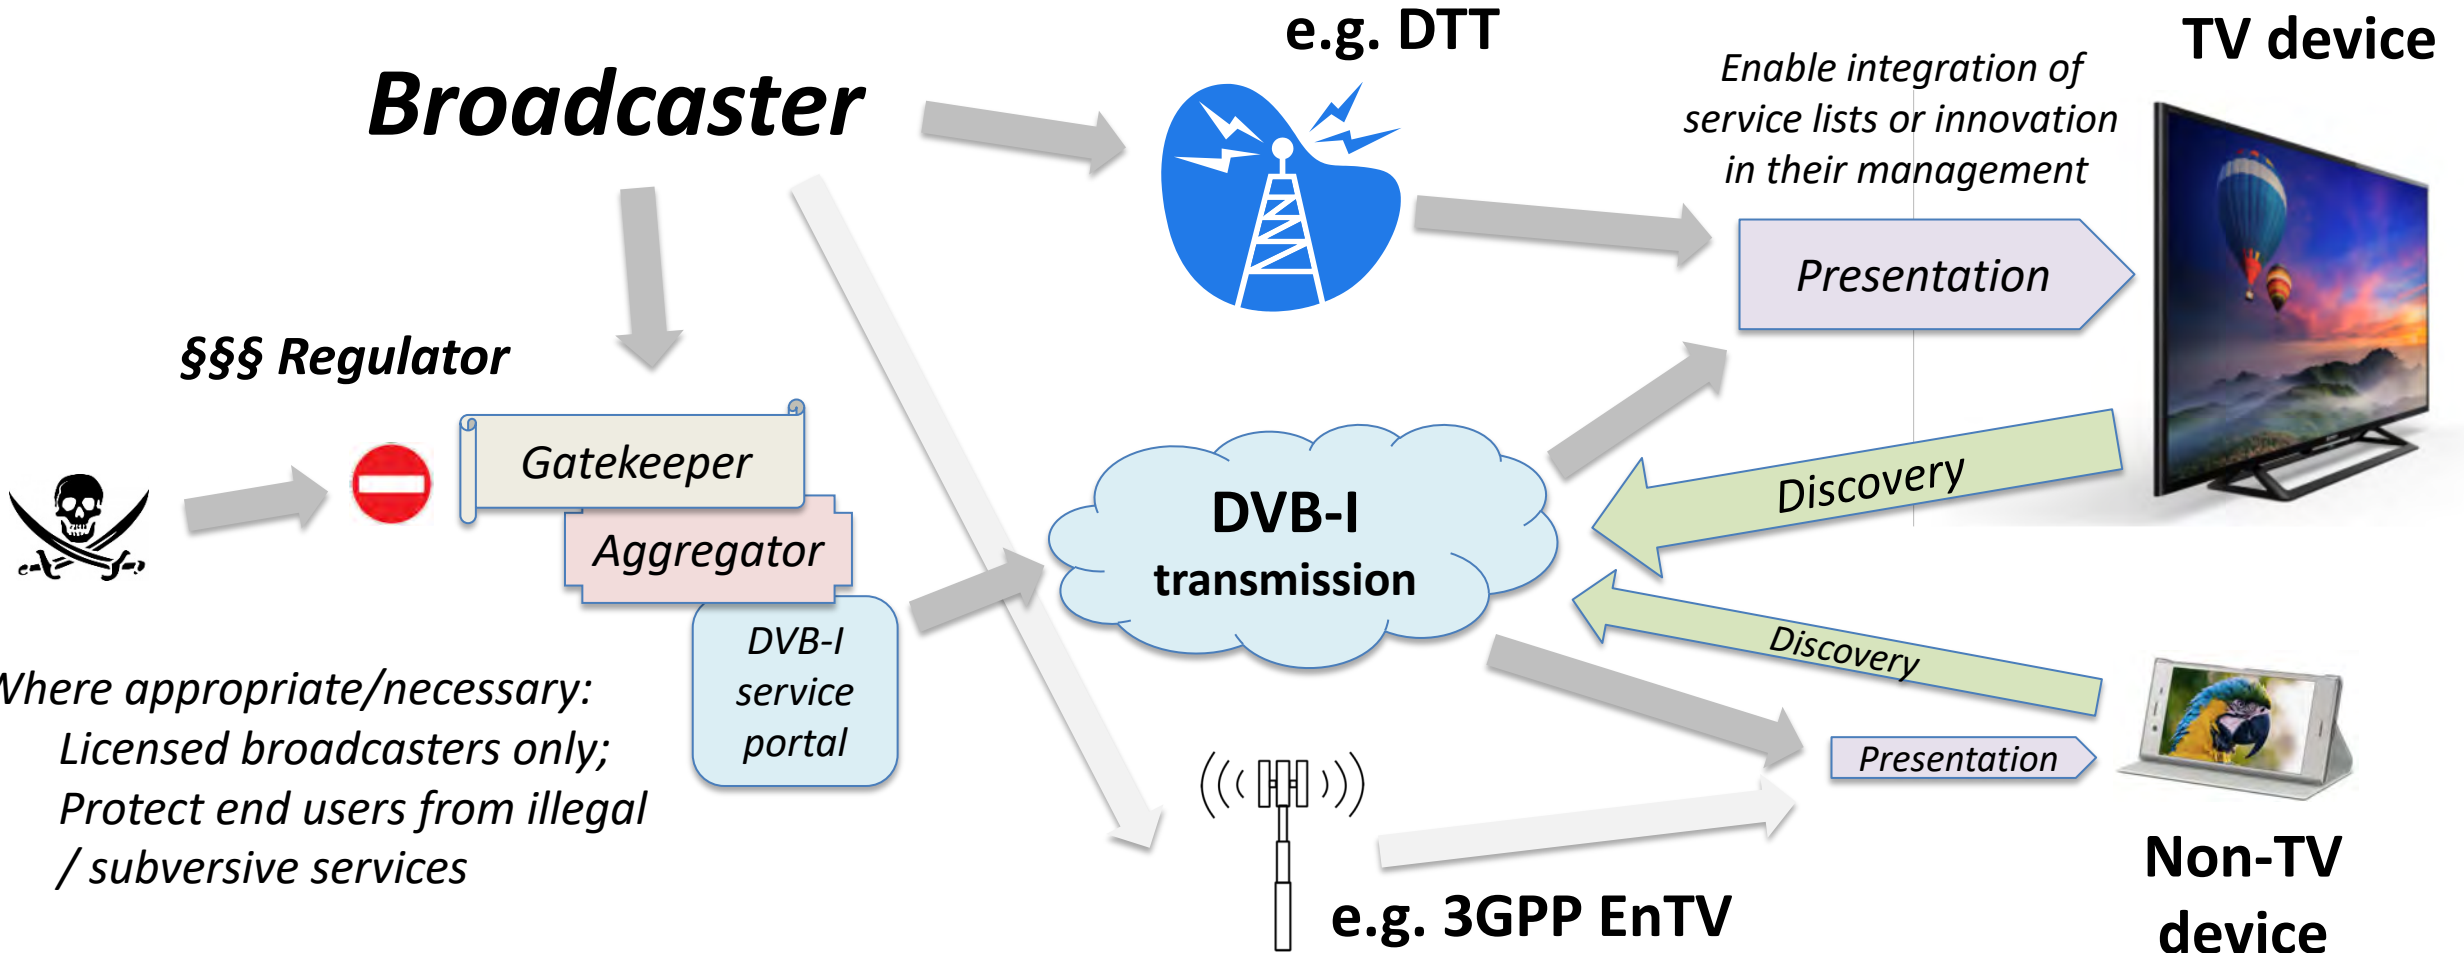 e.g. DTT
TV device
Broadcaster
Enable integration of
service lists or innovation
in their management
Presentation
§§§ Regulator
Gatekeeper
Aggregator
DVB-I
service
portal
DVB-I
transmission
Discovery
Discovery
Where appropriate/necessary:
Licensed broadcasters only;
Protect end users from illegal
/ subversive services
Presentation
e.g. 3GPP EnTV
Non-TV
device